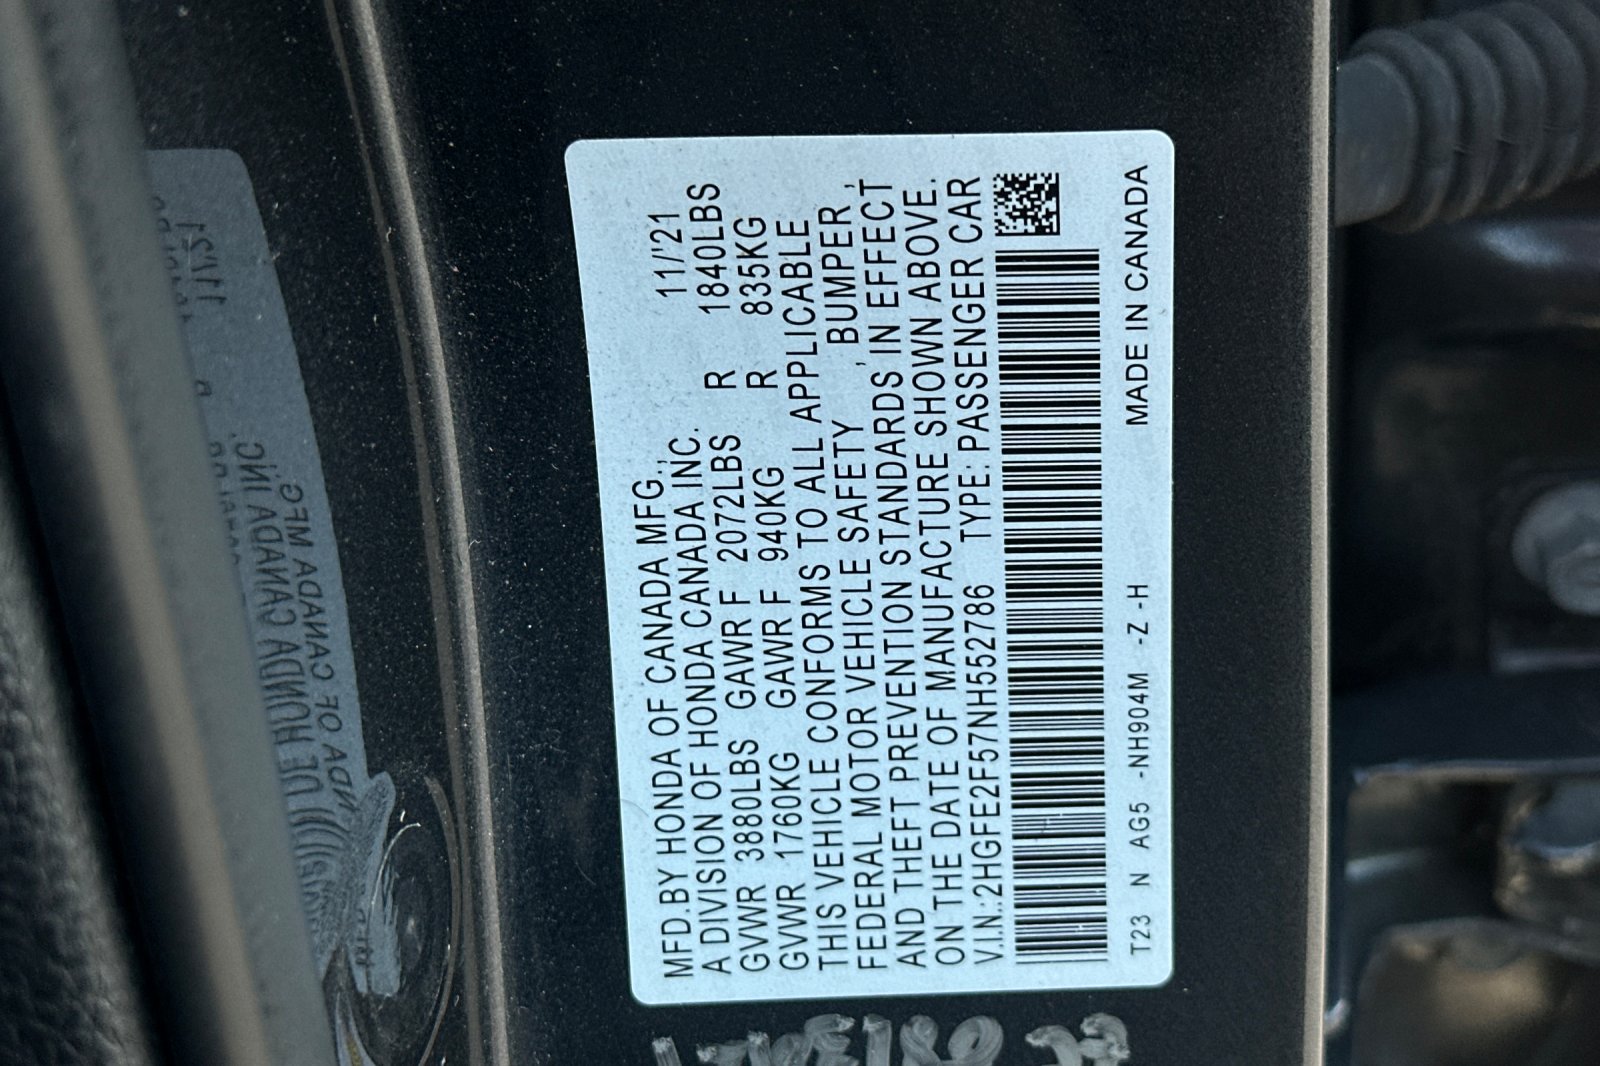 MFD.BY HONDA OF CANADA MFG., 11/'21
A DIVISION OF HONDA CANADA INC.
GVWR 3880LBS GAWR F 2072LBS R 1840LBS
GVWR 1760KG GAWR F 940KG R 835KG
THIS VEHICLE CONFORMS TO ALL APPLICABLE
FEDERAL MOTOR VEHICLE SAFETY , BUMPER ,
AND THEFT PREVENTION STANDARDS IN EFFECT
ON THE DATE OF MANUFACTURE SHOWN ABOVE.
V.I.N.:2HGFE2F57NH552786 TYPE:PASSENGER CAR
T23 N AG5 -NH904M -Z -H MADE IN CANADA